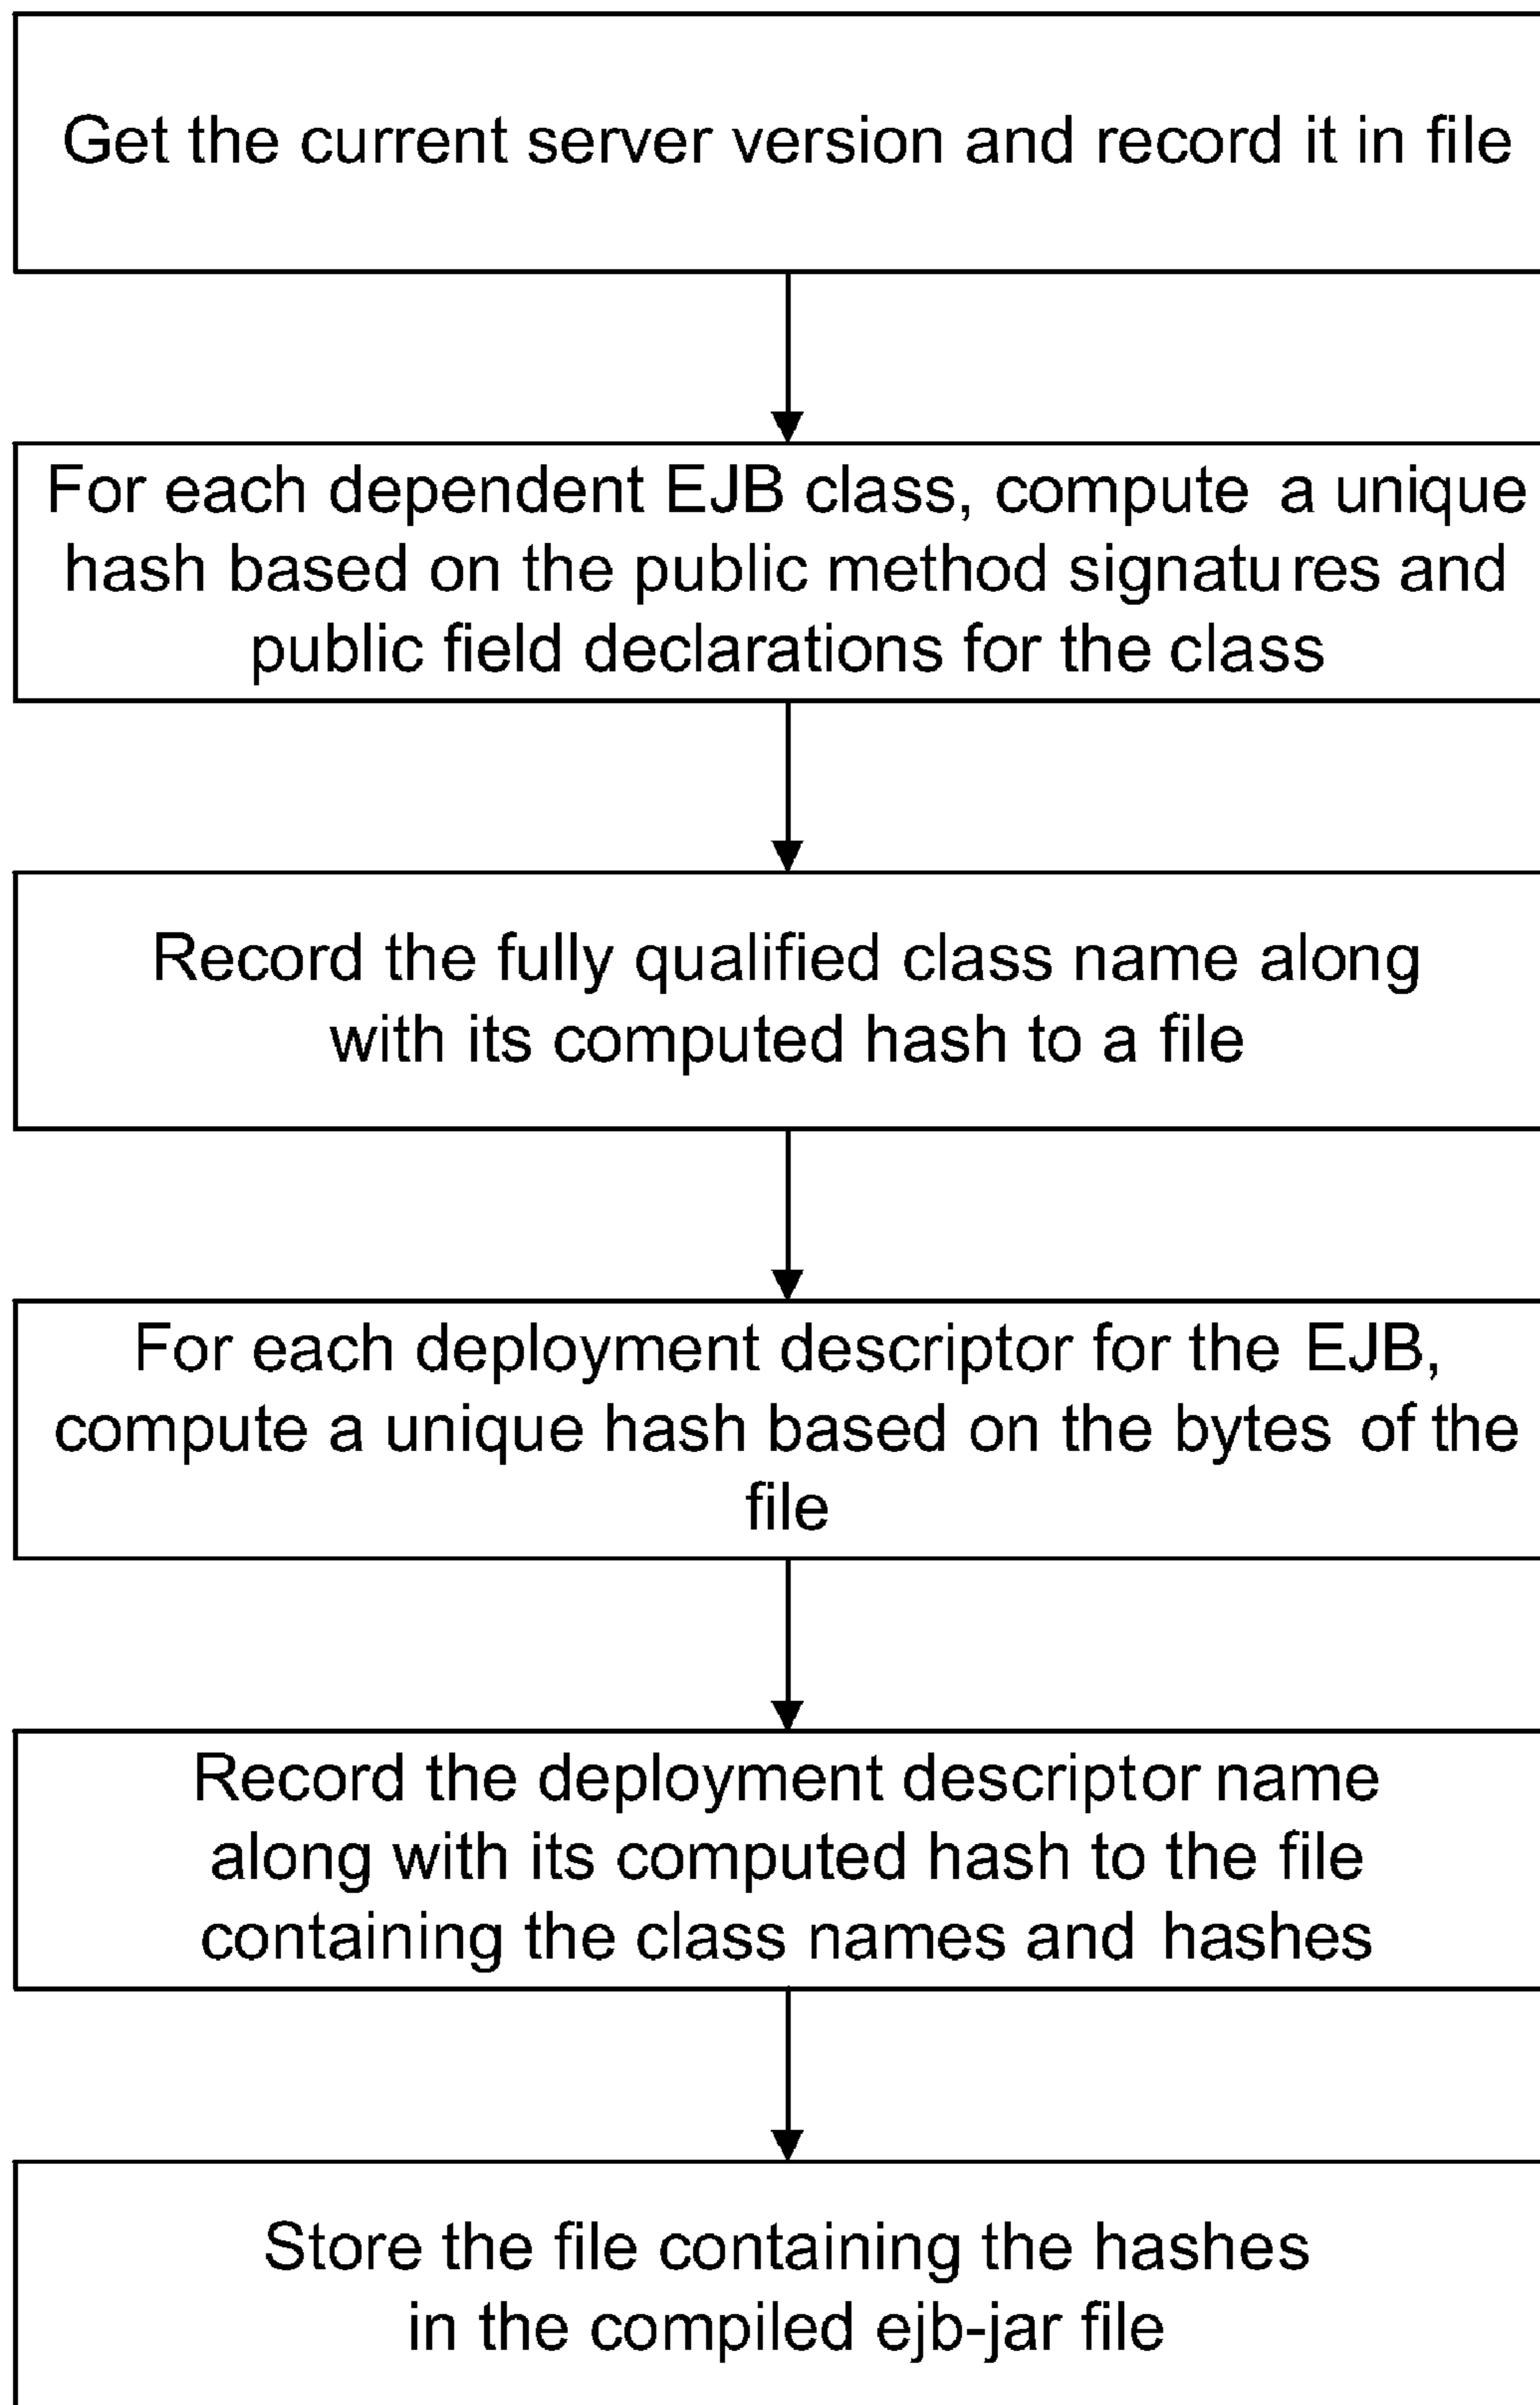 Get the current server version and record it in file
For each dependent EJB class, compute a unique
hash based on the public method signatures and
public field declarations for the class
Record the fully qualified class name along
with its computed hash to a file
For each deployment descriptor for the EJB,
compute a unique hash based on the bytes of the
file
Record the deployment descriptor name
along with its computed hash to the file
containing the class names and hashes
Store the file containing the hashes
in the compiled ejb-jar file